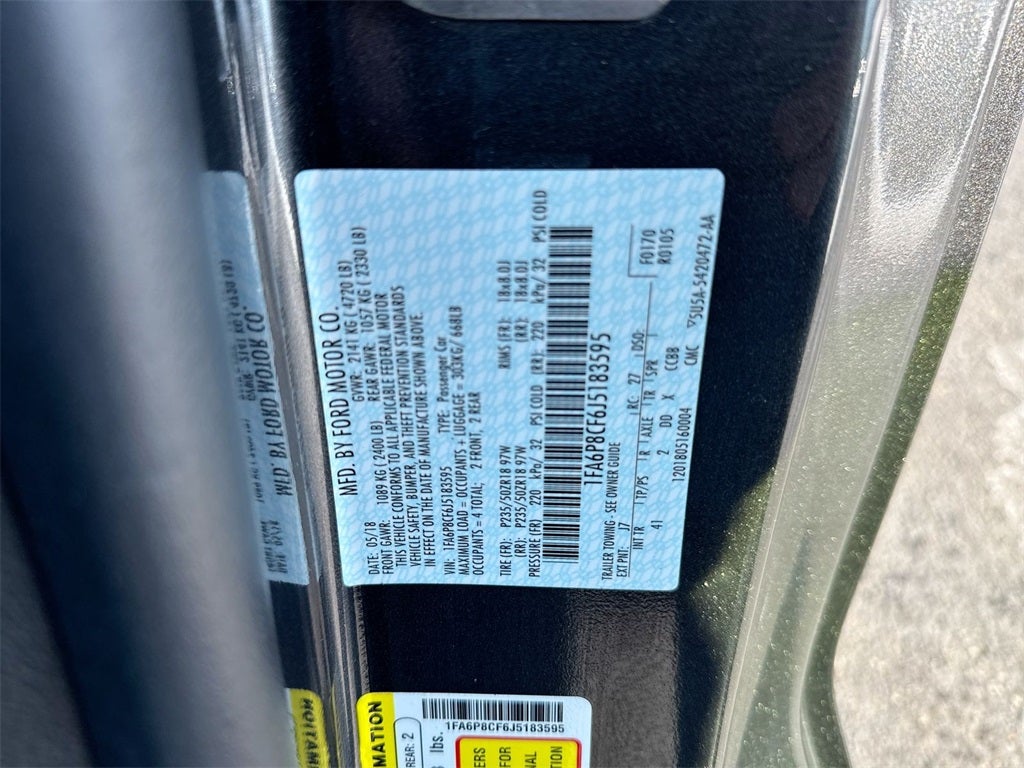 MFD. BY FORD MOTOR CO.
DATE: 05/18 GVWR: 2141 KG ( 4720 LB)
FRONT GAWR: 1089 KG ( 2400 LB) REAR GAWR: 1057 KG ( 2330 LB)
THIS VEHICLE CONFORMS TO ALL APPLICABLE FEDERAL MOTOR
VEHICLE SAFETY, BUMPER, AND THEFT PREVENTION STANDARDS
IN EFFECT ON THE DATE OF MANUFACTURE SHOWN ABOVE.
VIN: 1FA6P8CF6J5183595 TYPE: Passenger Car
MAXIMUM LOAD = OCCUPANTS + LUGGAGE = 303KG/ 668LB
OCCUPANTS = 4 TOTAL; 2 FRONT, 2 REAR
TIRE (FR): P235/50ZR18 97W RIMS (FR): 18x8.0J
(RR): P235/50ZR18 97W (RR): 18x8.0J
PRESSURE (FR) 220 kPa/ 32 PSI COLD (RR) 220 kPa/ 32 PSI COLD
1FA6P8CF6J5183595
TRAILER TOWING - SEE OWNER GUIDE
EXT PNT: J7 RC: 27 DSO: F0170
R0105
INT TR TP/PS R AXLE TR SPR
41 2 DD X CCBB
1201805160004 CMC
5U5A-5420472-AA
1FA6P8CF6J5183595
REAR: 2
lbs.